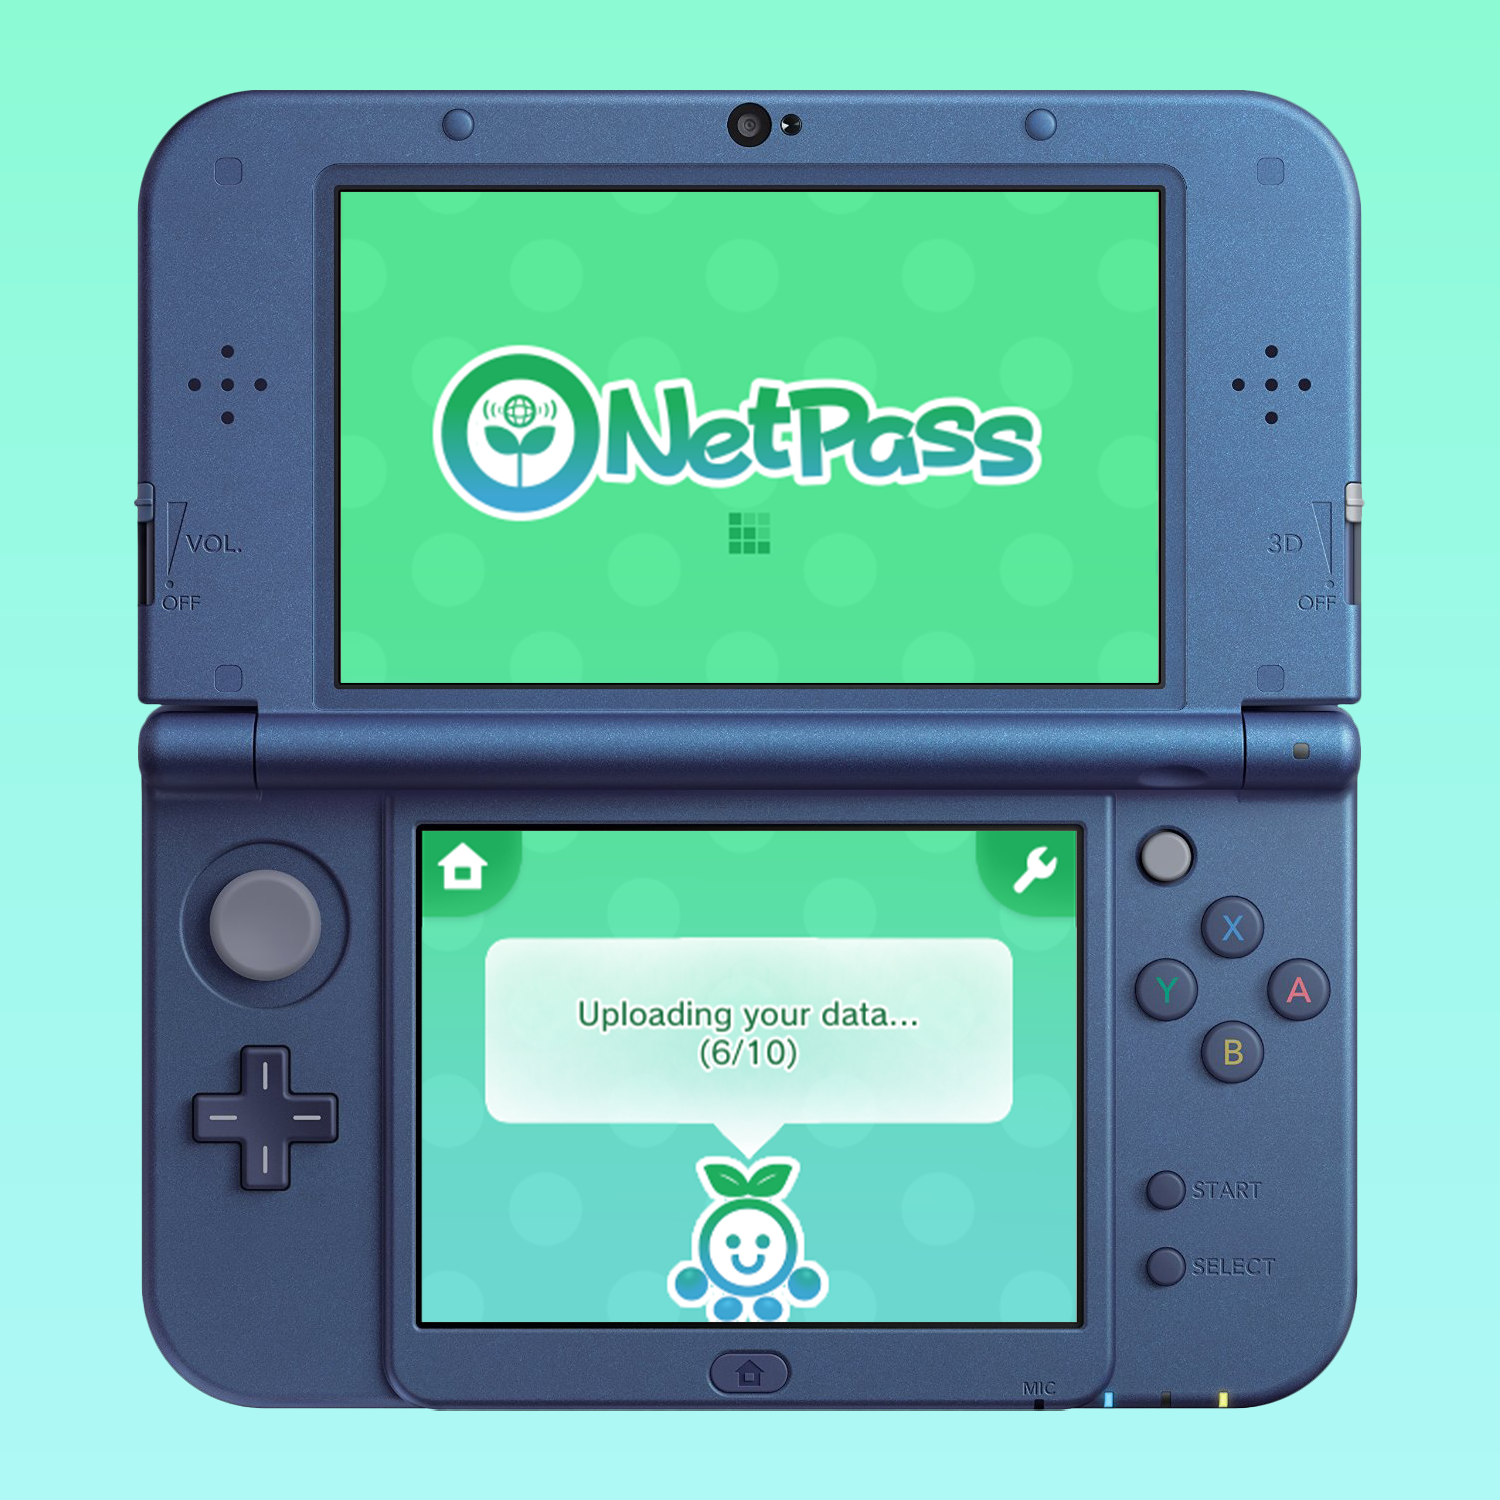 NetPass
VOL.
OFF
3D
OFF
Uploading your data...
(6/10)
X
Y
A
B
START
SELECT
MIC